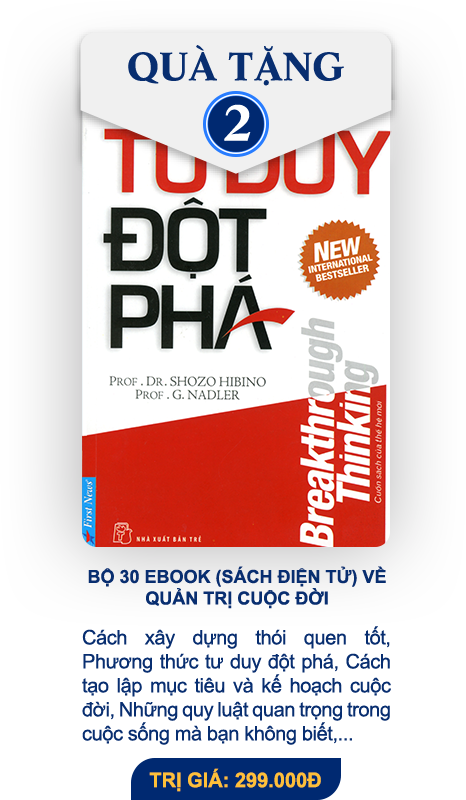 QUÀ TẶNG
2
TƯ DUY
ĐỘT
PHÁ
NEW
INTERNATIONAL
BESTSELLER
PROF . DR. SHOZO HIBINO
PROF . G. NADLER
Breakthrough
Thinking
Cuốn sách của thế hệ mới
First News
NHÀ XUẤT BẢN TRẺ
BỘ 30 EBOOK (SÁCH ĐIỆN TỬ) VỀ
QUẢN TRỊ CUỘC ĐỜI
Cách xây dựng thói quen tốt,
Phương thức tư duy đột phá, Cách
tạo lập mục tiêu và kế hoạch cuộc
đời, Những quy luật quan trọng trong
cuộc sống mà bạn không biết,...
TRỊ GIÁ: 299.000Đ